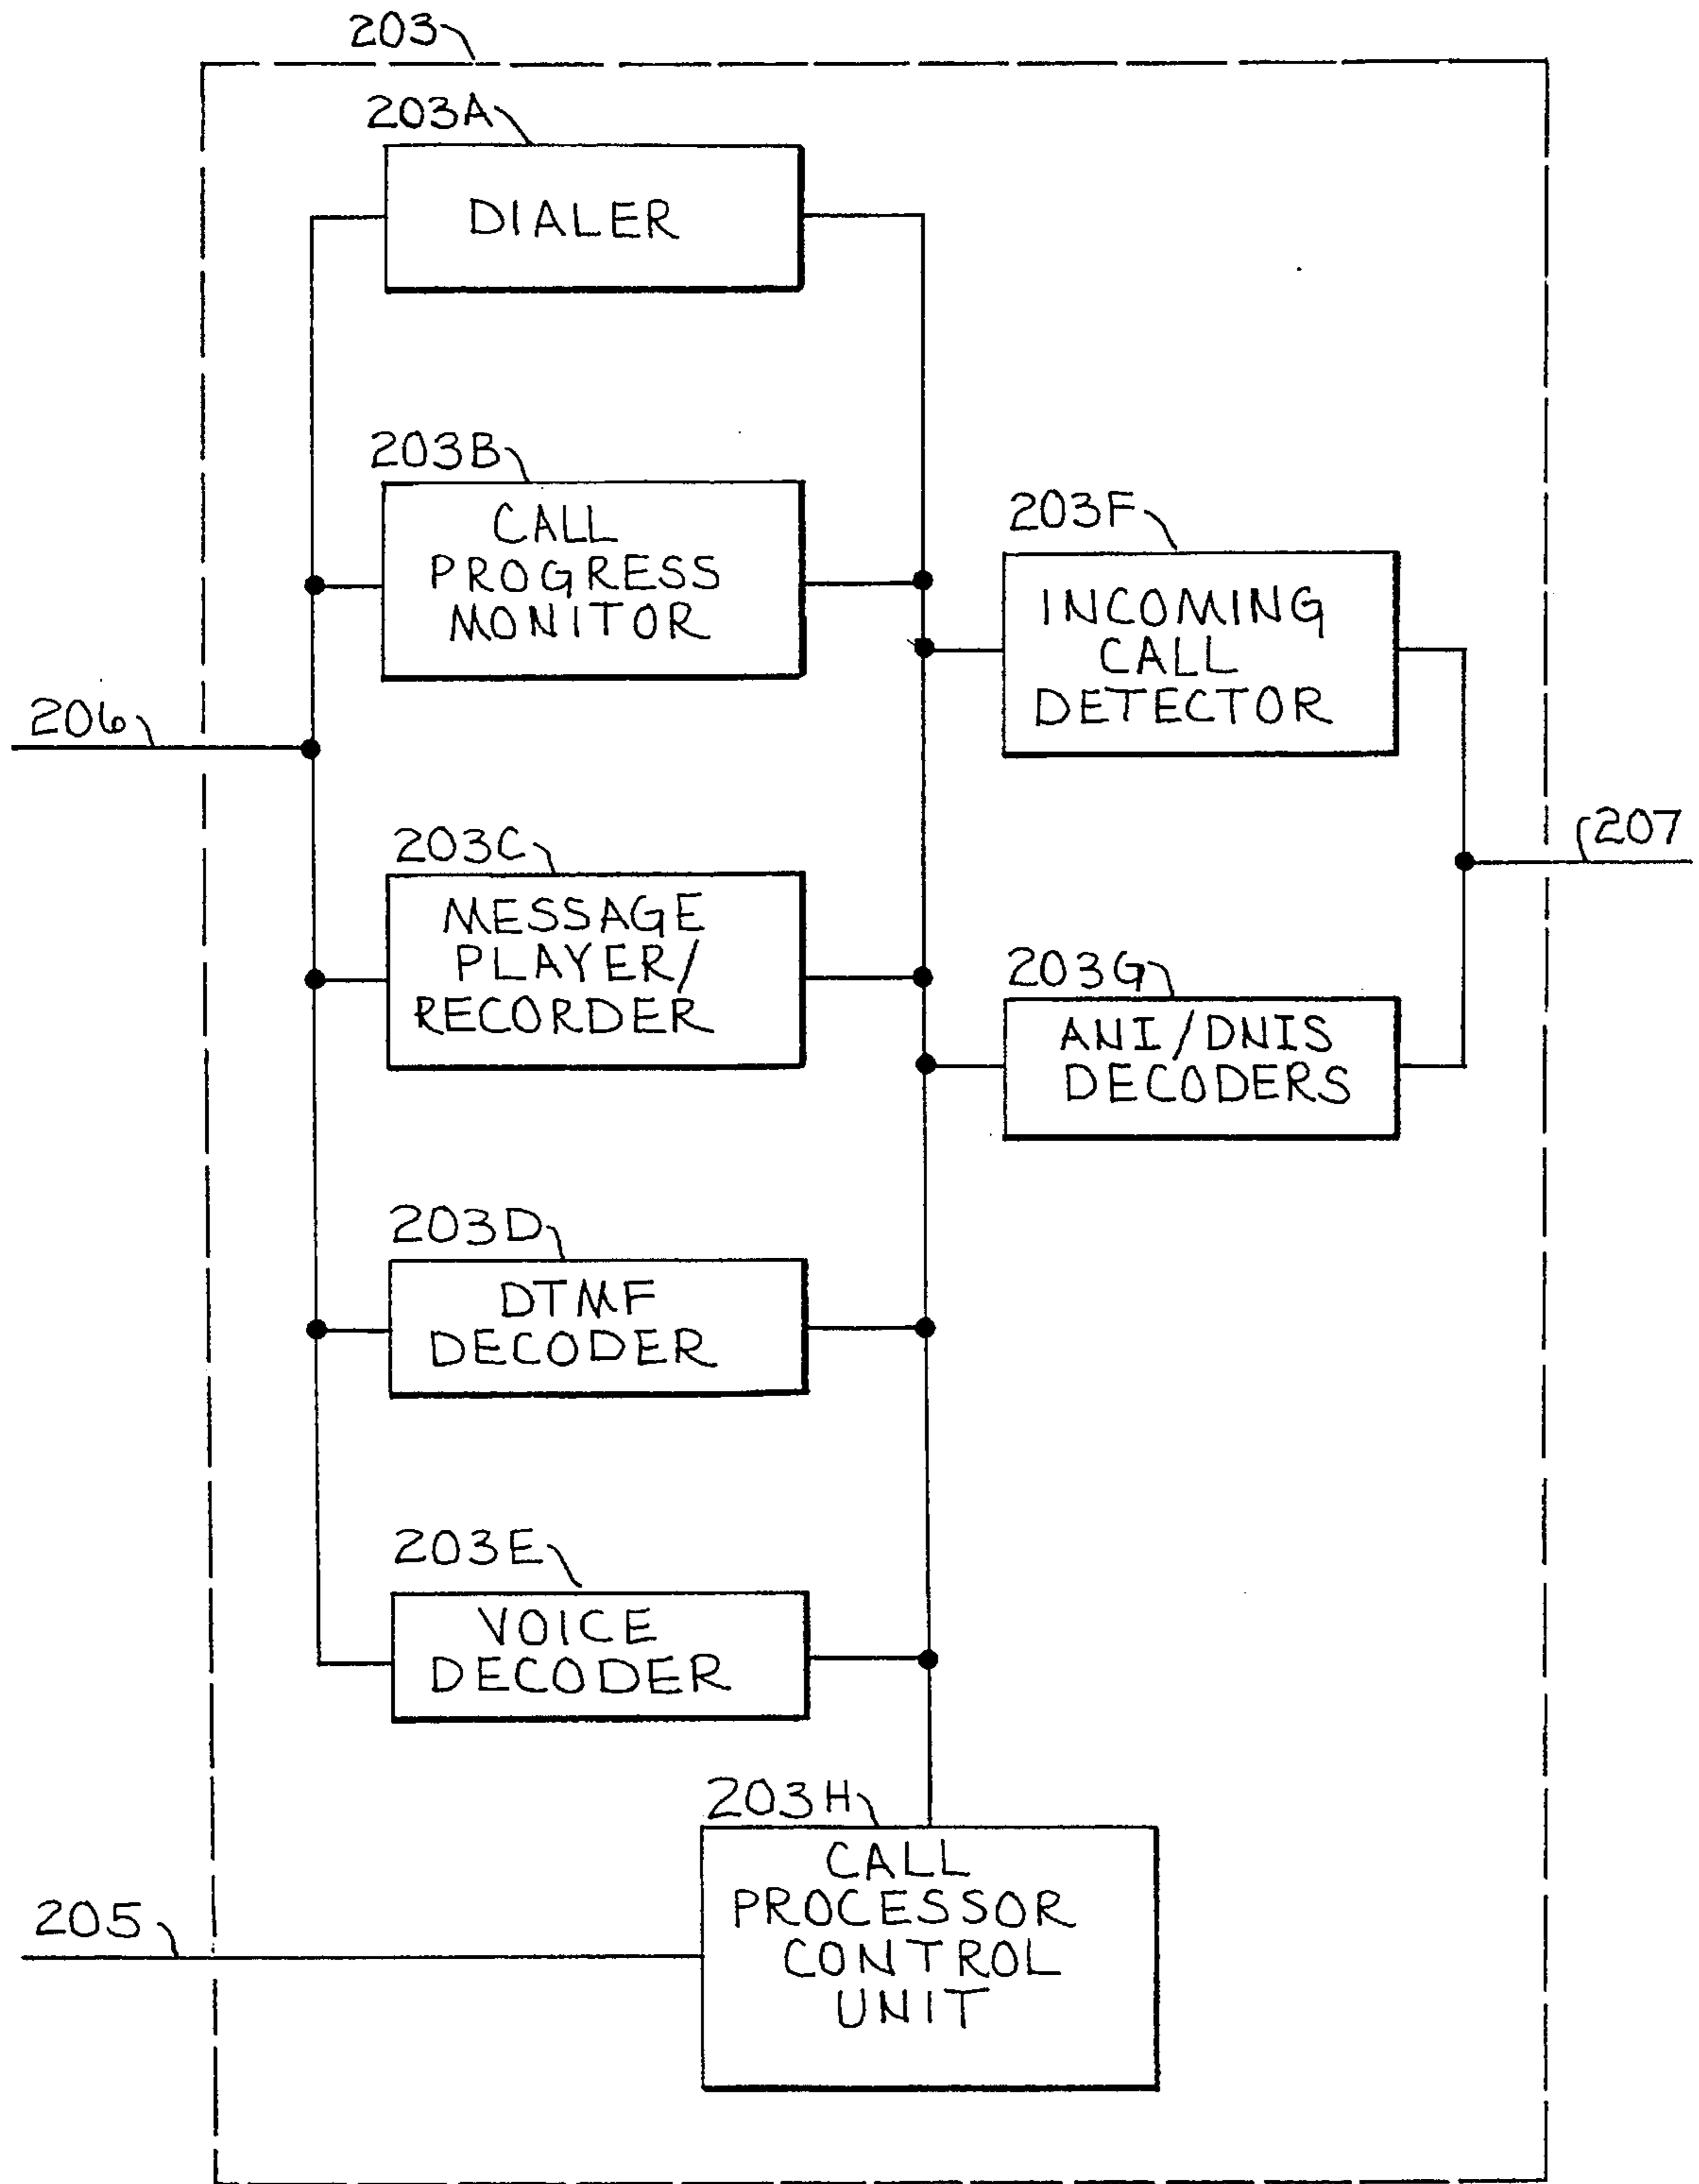 203
203A
DIALER
203B
CALL
PROGRESS
MONITOR
203F
INCOMING
CALL
DETECTOR
206
207
203C
MESSAGE
PLAYER/
RECORDER
203G
ANI/DNIS
DECODERS
203D
DTMF
DECODER
203E
VOICE
DECODER
203H
CALL
PROCESSOR
CONTROL
UNIT
205